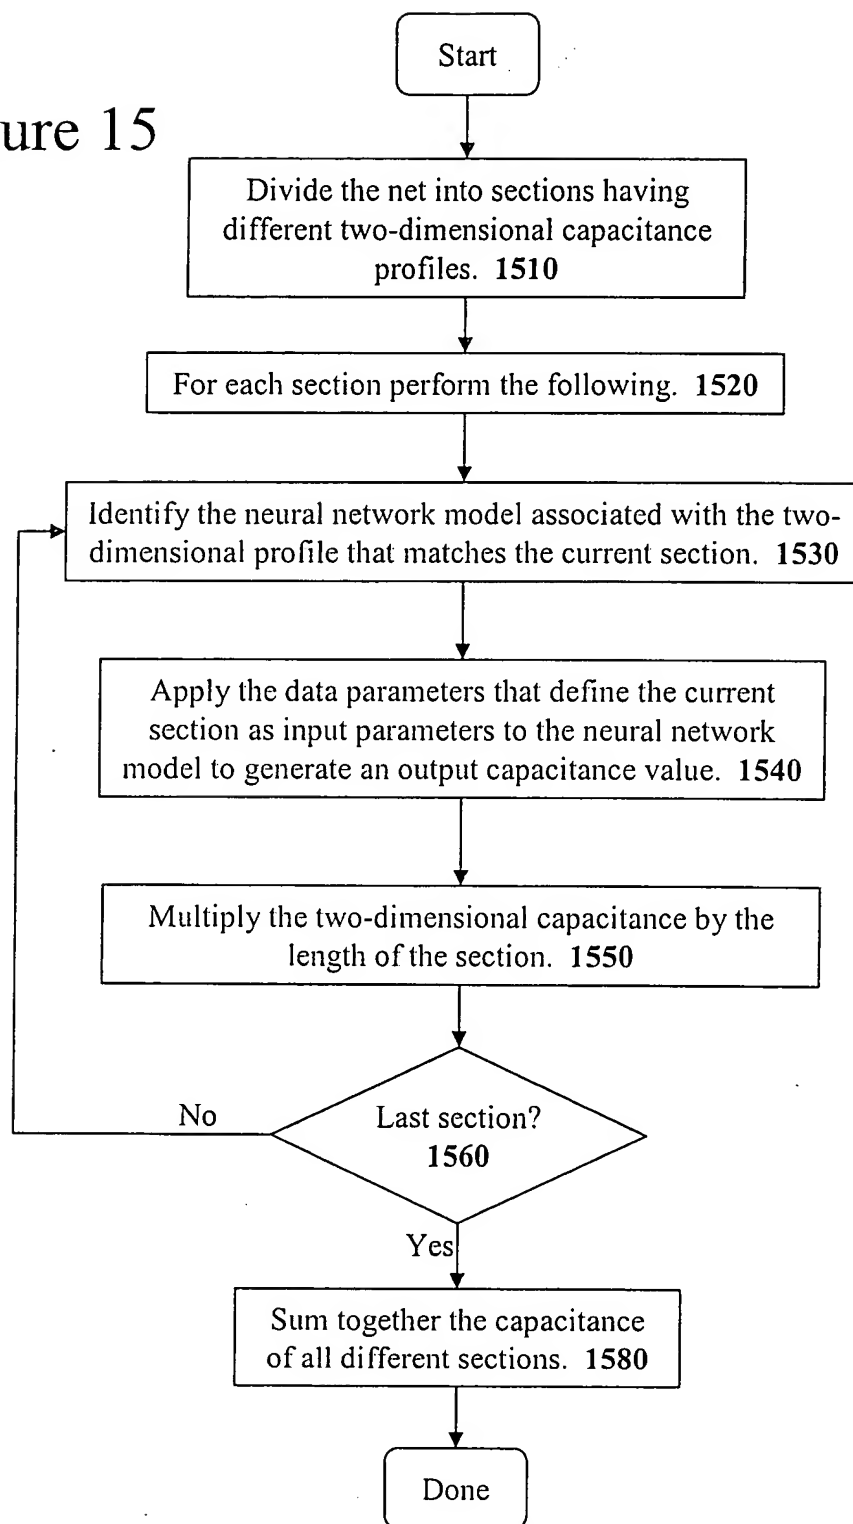 Start
ure 15
Divide the net into sections having
different two-dimensional capacitance
profiles. 1510
For each section perform the following. 1520
Identify the neural network model associated with the two-
dimensional profile that matches the current section. 1530
Apply the data parameters that define the current
section as input parameters to the neural network
model to generate an output capacitance value. 1540
Multiply the two-dimensional capacitance by the
length of the section. 1550
No
Last section?
1560
Yes
Sum together the capacitance
of all different sections. 1580
Done